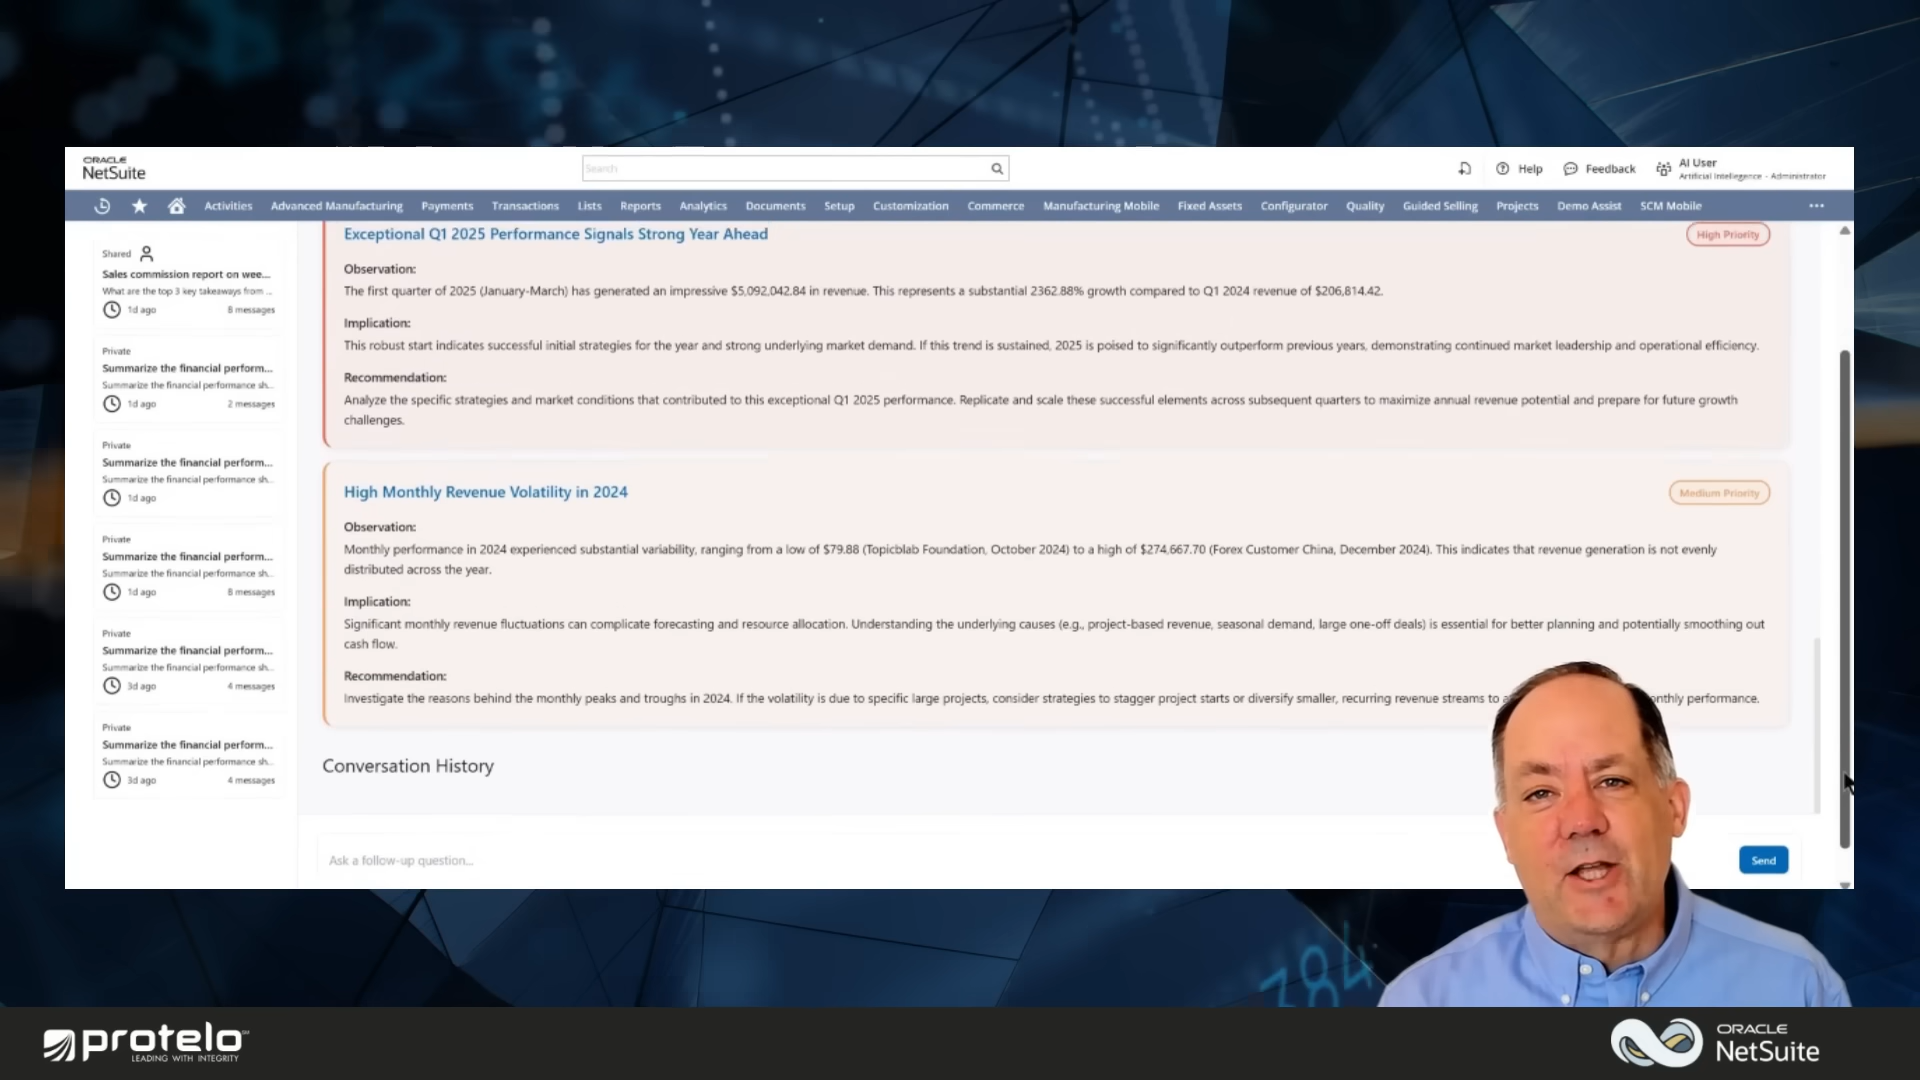 ORACLE
NetSuite
Search
Help
Feedback
AI User
Artificial Intellegence - Administrator
Activities
Advanced Manufacturing
Payments
Transactions
Lists
Reports
Analytics
Documents
Setup
Customization
Commerce
Manufacturing Mobile
Fixed Assets
Configurator
Quality
Guided Selling
Projects
Demo Assist
SCM Mobile
Shared
Sales commission report on wee...
What are the top 3 key takeaways from ...
1d ago
8 messages
Private
Summarize the financial perform...
Summarize the financial performance sh...
1d ago
2 messages
Private
Summarize the financial perform...
Summarize the financial performance sh...
1d ago
Private
Summarize the financial perform...
Summarize the financial performance sh...
1d ago
8 messages
Private
Summarize the financial perform...
Summarize the financial performance sh...
3d ago
4 messages
Private
Summarize the financial perform...
Summarize the financial performance sh...
3d ago
4 messages
Exceptional Q1 2025 Performance Signals Strong Year Ahead
High Priority
Observation:
The first quarter of 2025 (January-March) has generated an impressive $5,092,042.84 in revenue. This represents a substantial 2362.88% growth compared to Q1 2024 revenue of $206,814.42.
Implication:
This robust start indicates successful initial strategies for the year and strong underlying market demand. If this trend is sustained, 2025 is poised to significantly outperform previous years, demonstrating continued market leadership and operational efficiency.
Recommendation:
Analyze the specific strategies and market conditions that contributed to this exceptional Q1 2025 performance. Replicate and scale these successful elements across subsequent quarters to maximize annual revenue potential and prepare for future growth
challenges.
High Monthly Revenue Volatility in 2024
Medium Priority
Observation:
Monthly performance in 2024 experienced substantial variability, ranging from a low of $79.88 (Topicblab Foundation, October 2024) to a high of $274,667.70 (Forex Customer China, December 2024). This indicates that revenue generation is not evenly
distributed across the year.
Implication:
Significant monthly revenue fluctuations can complicate forecasting and resource allocation. Understanding the underlying causes (e.g., project-based revenue, seasonal demand, large one-off deals) is essential for better planning and potentially smoothing out
cash flow.
Recommendation:
Investigate the reasons behind the monthly peaks and troughs in 2024. If the volatility is due to specific large projects, consider strategies to stagger project starts or diversify smaller, recurring revenue streams to performance.
Conversation History
Ask a follow-up question...
Send
384
protelo
LEADING WITH INTEGRITY
ORACLE
NetSuite